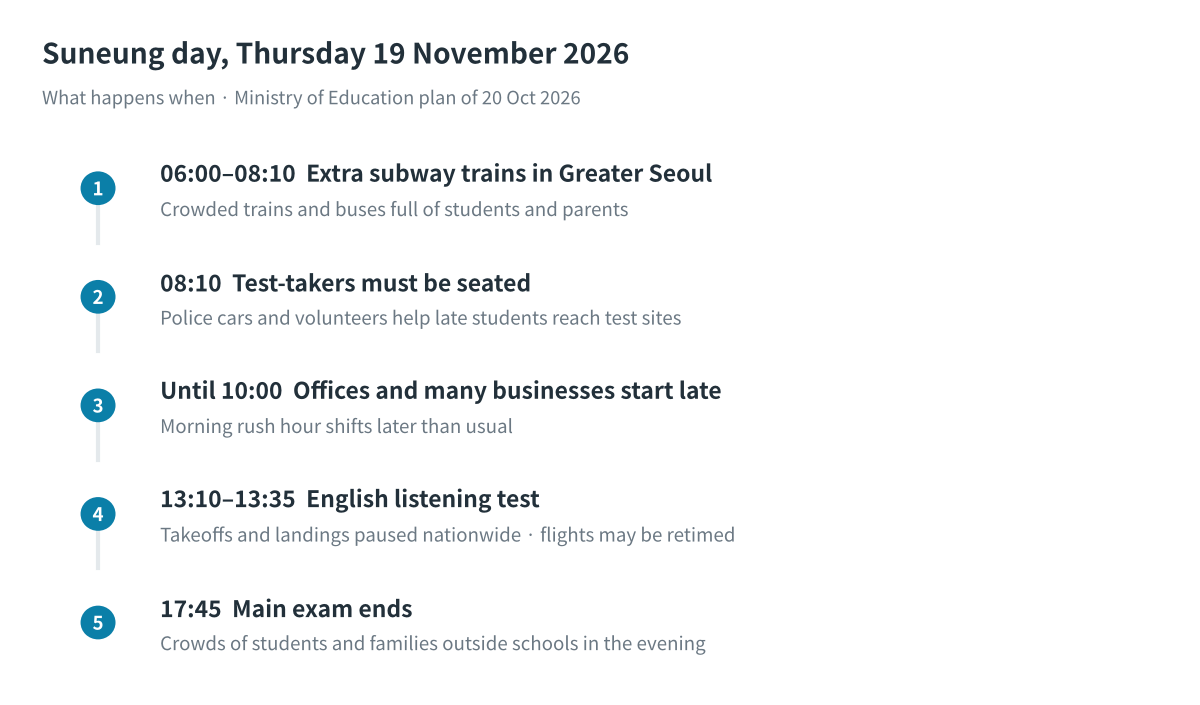 Suneung day, Thursday 19 November 2026
What happens when · Ministry of Education plan of 20 Oct 2026
1
06:00–08:10 Extra subway trains in Greater Seoul
Crowded trains and buses full of students and parents
2
08:10 Test-takers must be seated
Police cars and volunteers help late students reach test sites
3
Until 10:00 Offices and many businesses start late
Morning rush hour shifts later than usual
4
13:10–13:35 English listening test
Takeoffs and landings paused nationwide · flights may be retimed
5
17:45 Main exam ends
Crowds of students and families outside schools in the evening